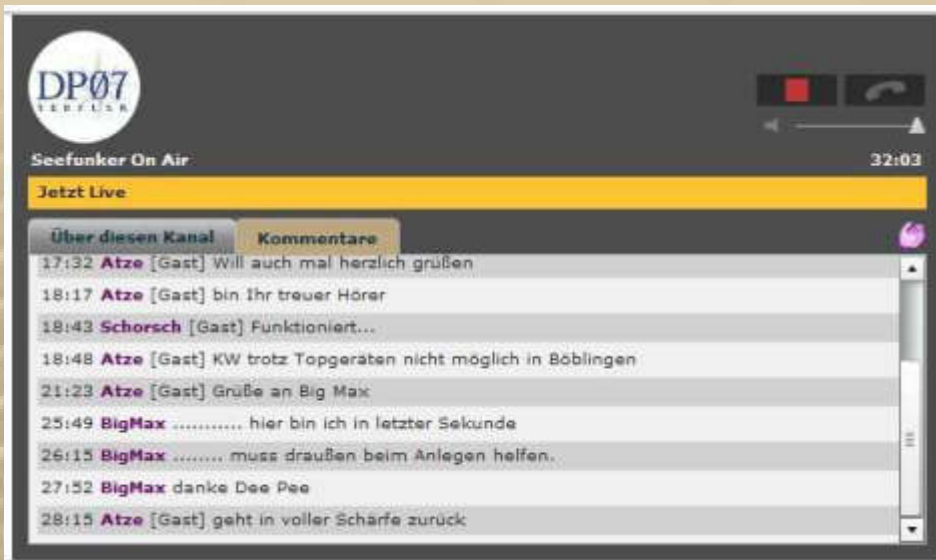 DPØ7
SEEFUNK
Seefunker On Air
32:03
Jetzt Live
Über diesen Kanal
Kommentare
17:32 Atze [Gast] Will auch mal herzlich grüßen
18:17 Atze [Gast] bin Ihr treuer Hörer
18:43 Schorsch [Gast] Funktioniert...
18:48 Atze [Gast] KW trotz Topgeräten nicht möglich in Böblingen
21:23 Atze [Gast] Grüße an Big Max
25:49 BigMax ........... hier bin ich in letzter Sekunde
26:15 BigMax ........ muss draußen beim Anlegen helfen.
27:52 BigMax danke Dee Pee
28:15 Atze [Gast] geht in voller Schärfe zurück